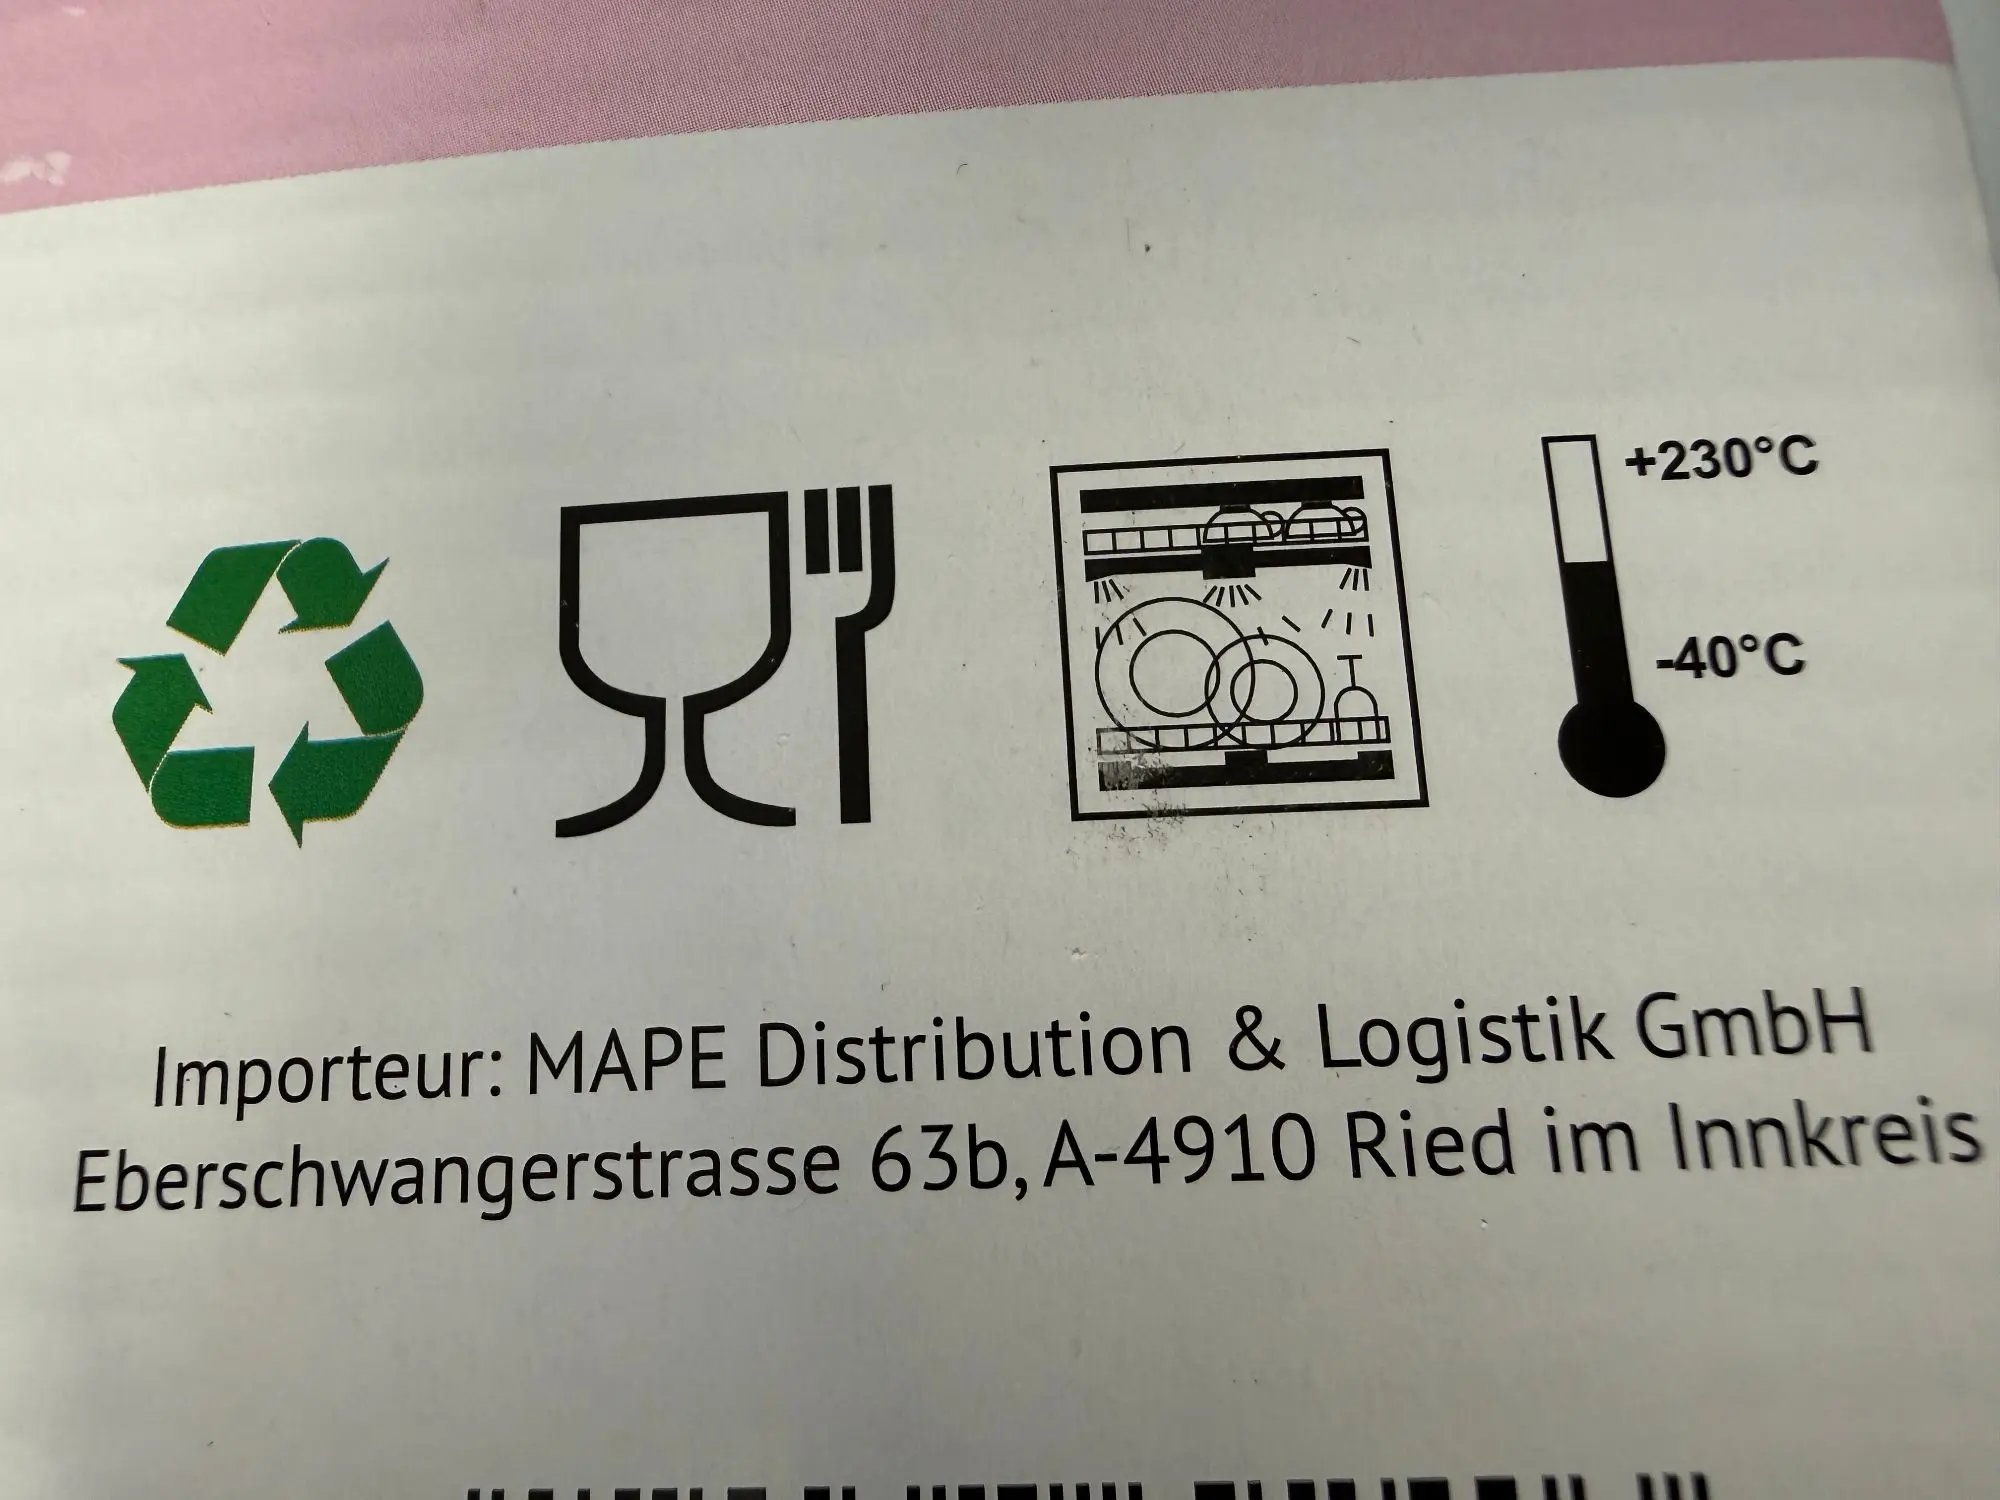 +230°C
-40°C
Importeur: MAPE Distribution & Logistik GmbH
Eberschwangerstrasse 63b, A-4910 Ried im Innkreis